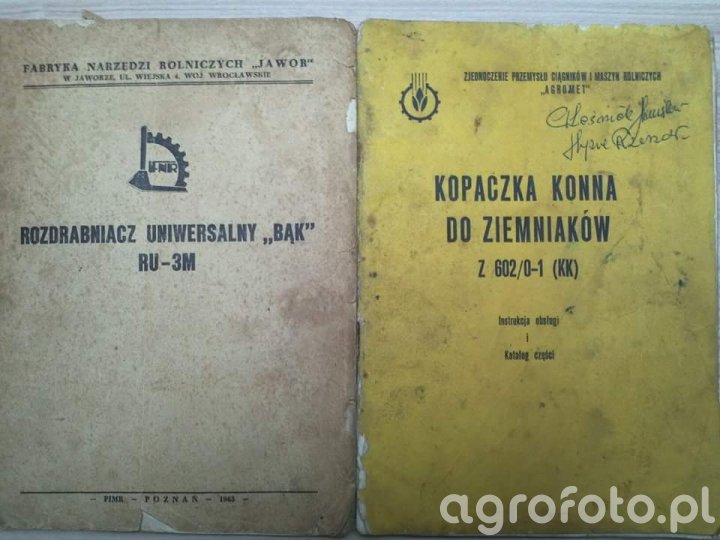 FABRYKA NARZĘDZI ROLNICZYCH „JAWOR"
W JAWORZE, UL. WIEJSKA 4, WOJ. WROCŁAWSKIE
FNR
ROZDRABNIACZ UNIWERSALNY „BĄK"
RU-3M
- PIMR - POZNAŃ - 1963 -
ZJEDNOCZENIE PRZEMYSŁU CIĄGNIKÓW I MASZYN ROLNICZYCH
„AGROMET"
KOPACZKA KONNA
DO ZIEMNIAKÓW
Z 602/0-1 (KK)
Instrukcja obsługi
i
Katalog części
agrofoto.pl